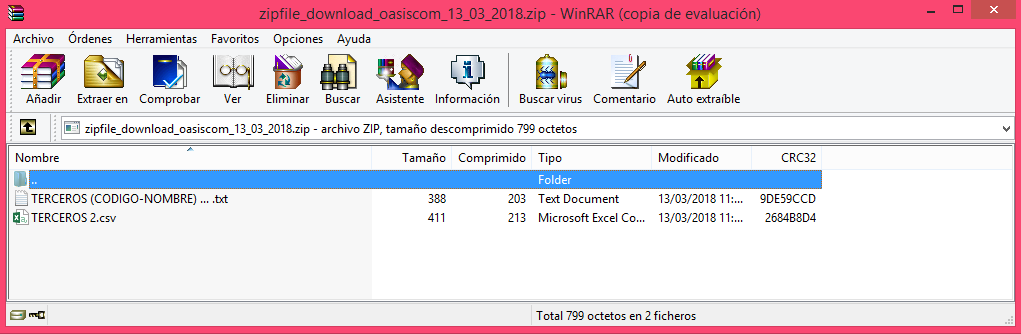 zipfile_download_oasiscom_13_03_2018.zip - WinRAR (copia de evaluación)
Archivo Órdenes Herramientas Favoritos Opciones Ayuda
Añadir Extraer en Comprobar Ver Eliminar Buscar Asistente Información Buscar virus Comentario Auto extraíble
zipfile_download_oasiscom_13_03_2018.zip - archivo ZIP, tamaño descomprimido 799 octetos
Nombre Tamaño Comprimido Tipo Modificado CRC32
.. Folder
TERCEROS (CODIGO-NOMBRE) ... .txt 388 203 Text Document 13/03/2018 11:... 9DE59CCD
TERCEROS 2.csv 411 213 Microsoft Excel Co... 13/03/2018 11:... 2684B8D4
Total 799 octetos en 2 ficheros